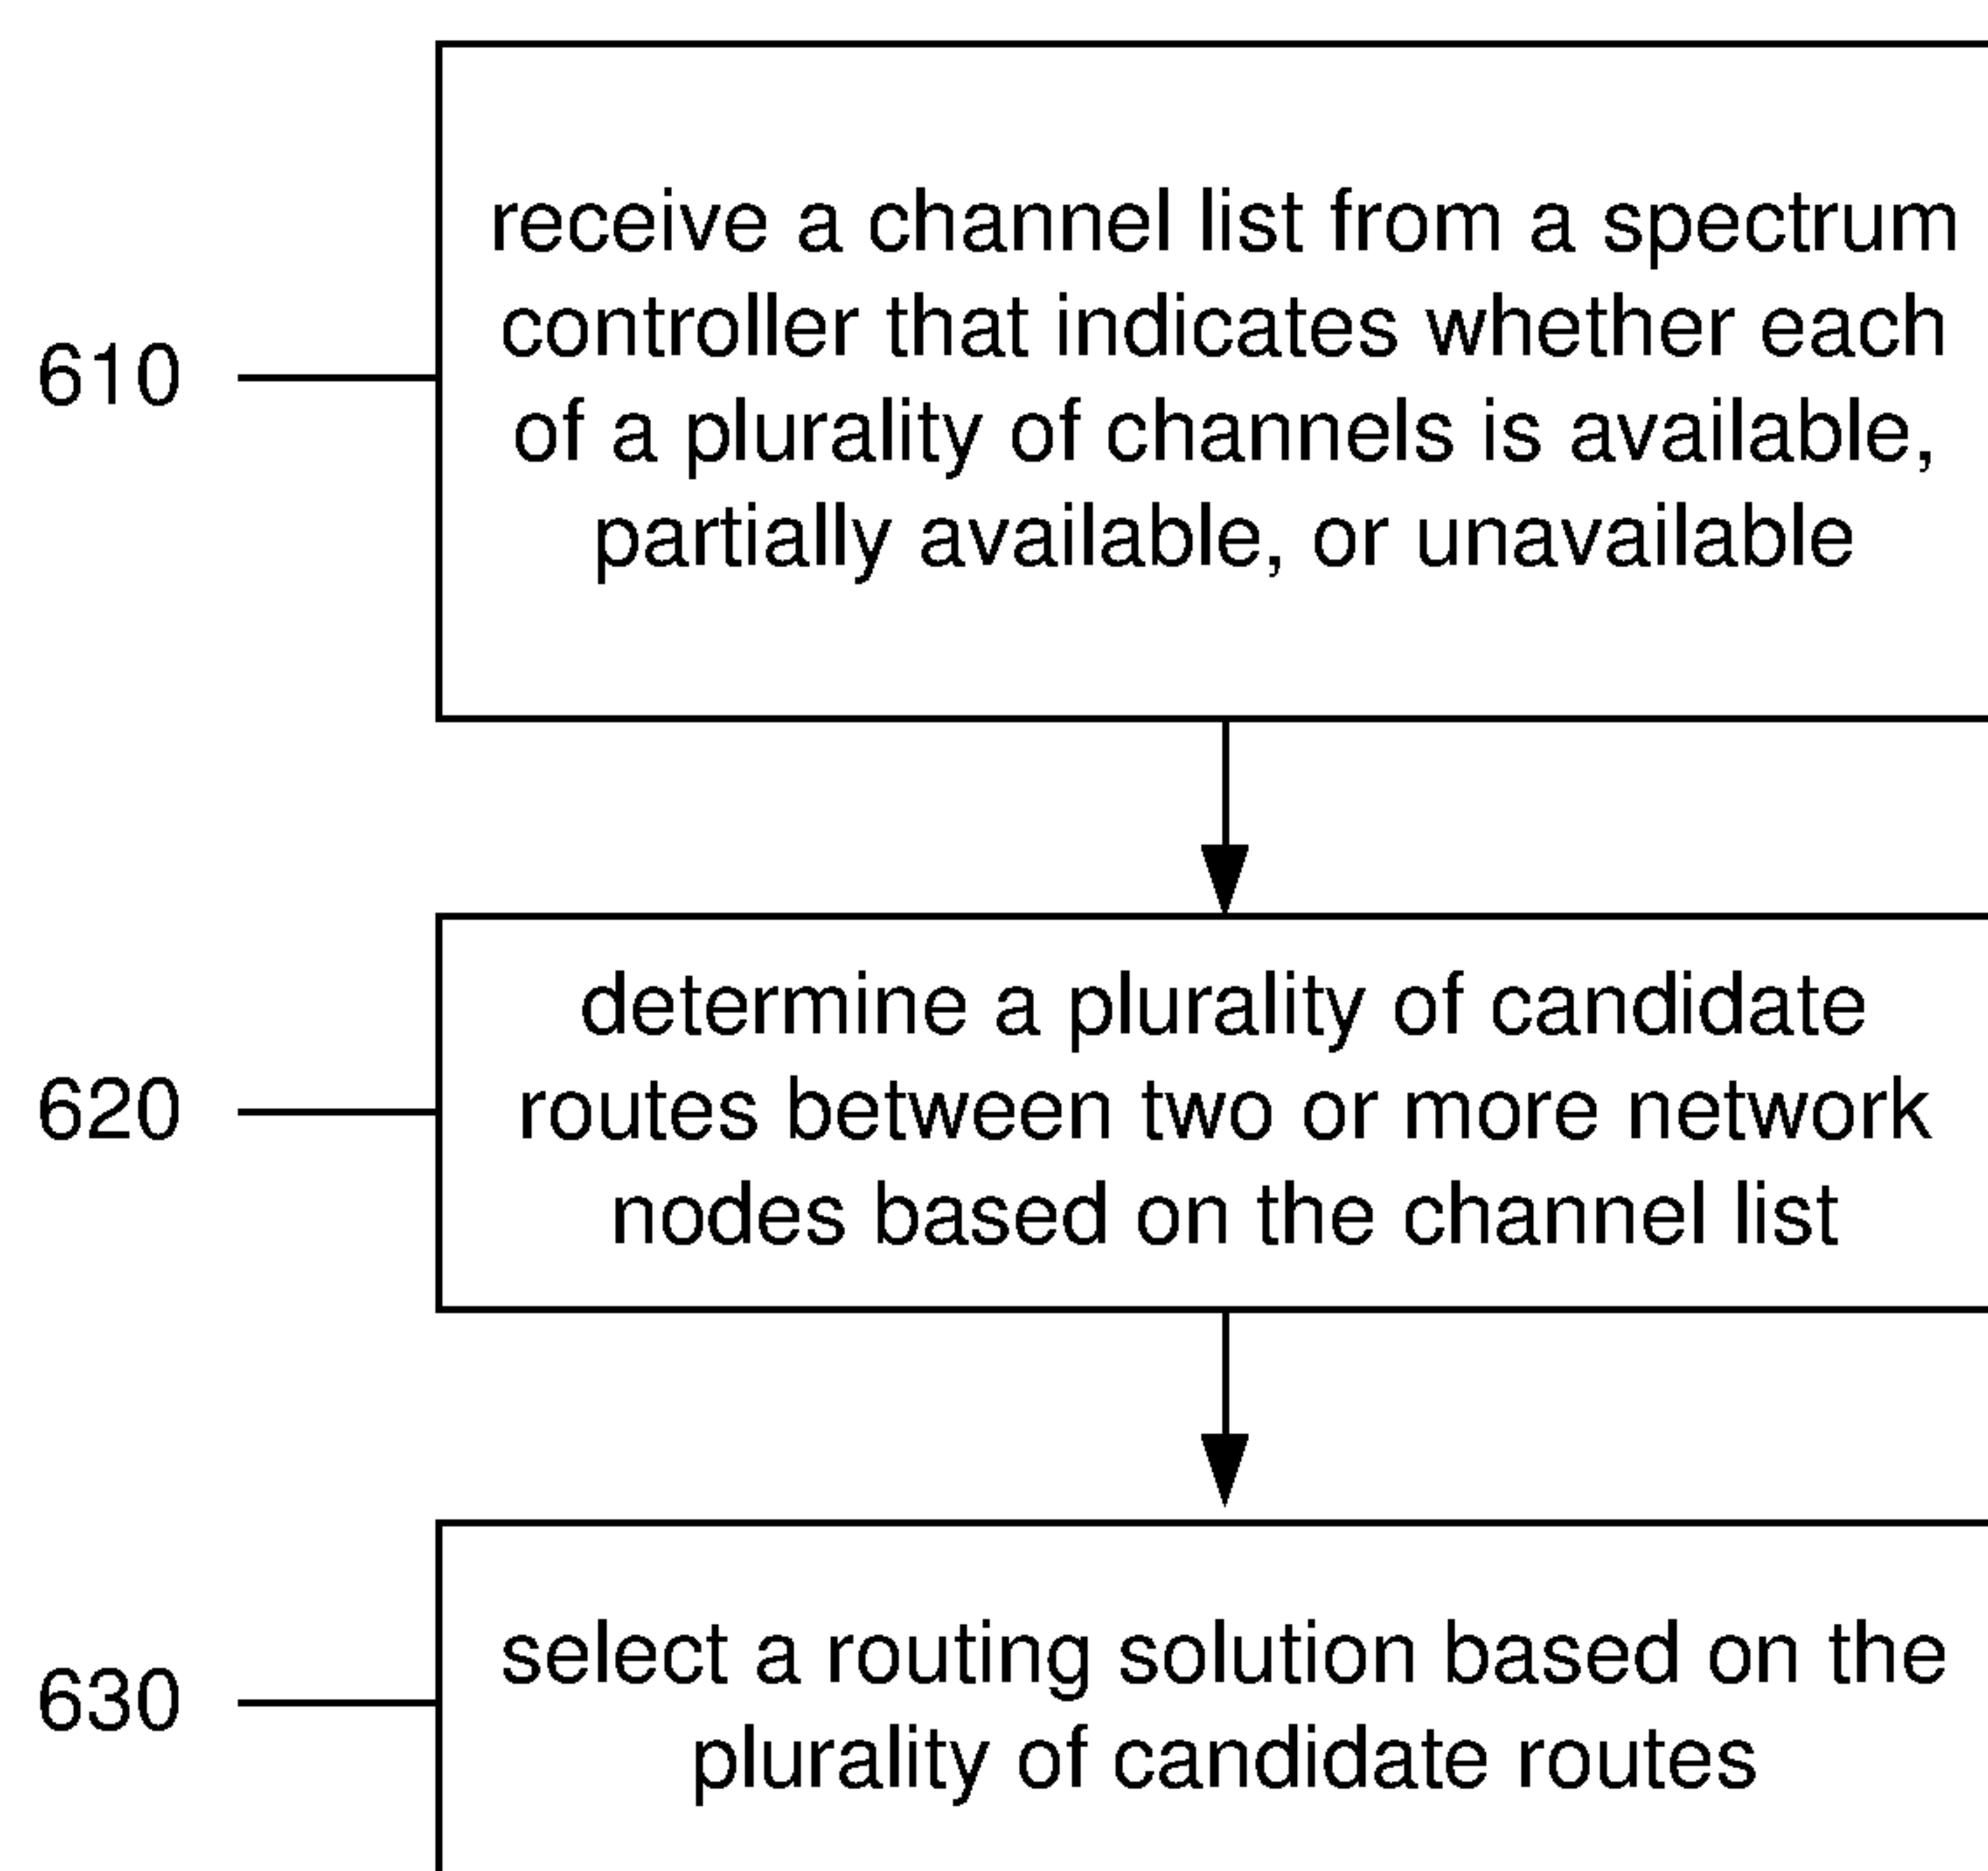 receive a channel list from a spectrum
controller that indicates whether each
610
of a plurality of channels is available,
partially available, or unavailable
determine a plurality of candidate
620
routes between two or more network
nodes based on the channel list
select a routing solution based on the
630
plurality of candidate routes